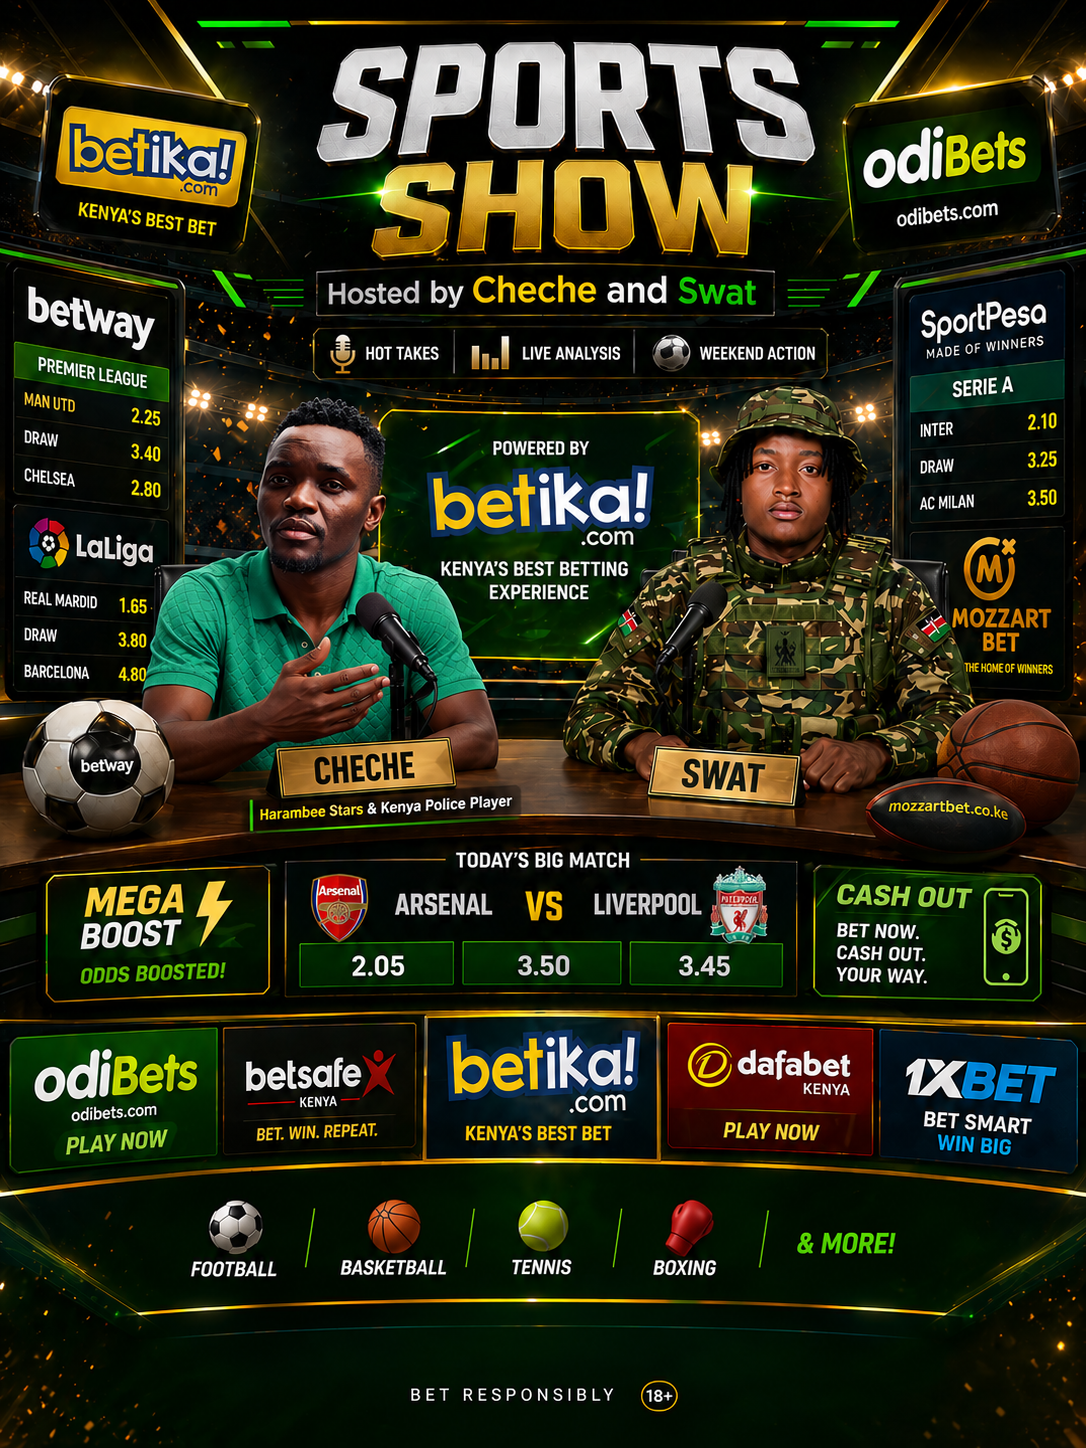 SPORTS
SHOW
Hosted by Cheche and Swat
betika!
.com
KENYA'S BEST BET
odiBets
odibets.com
HOT TAKES
LIVE ANALYSIS
WEEKEND ACTION
betway
PREMIER LEAGUE
MAN UTD 2.25
DRAW 3.40
CHELSEA 2.80
LaLiga
REAL MARDID 1.65
DRAW 3.80
BARCELONA 4.80
POWERED BY
betika!
.com
KENYA'S BEST BETTING
EXPERIENCE
SportPesa
MADE OF WINNERS
SERIE A
INTER 2.10
DRAW 3.25
AC MILAN 3.50
M
MOZZART
BET
THE HOME OF WINNERS
betway
CHECHE
Harambee Stars & Kenya Police Player
SWAT
mozzartbet.co.ke
MEGA
BOOST
ODDS BOOSTED!
TODAY'S BIG MATCH
Arsenal
ARSENAL VS LIVERPOOL
2.05 3.50 3.45
CASH OUT
BET NOW.
CASH OUT.
YOUR WAY.
$
odiBets
odibets.com
PLAY NOW
betsafe
KENYA
BET. WIN. REPEAT.
betika!
.com
KENYA'S BEST BET
D dafabet
KENYA
PLAY NOW
1XBET
BET SMART
WIN BIG
FOOTBALL
BASKETBALL
TENNIS
BOXING
& MORE!
BET RESPONSIBLY 18+